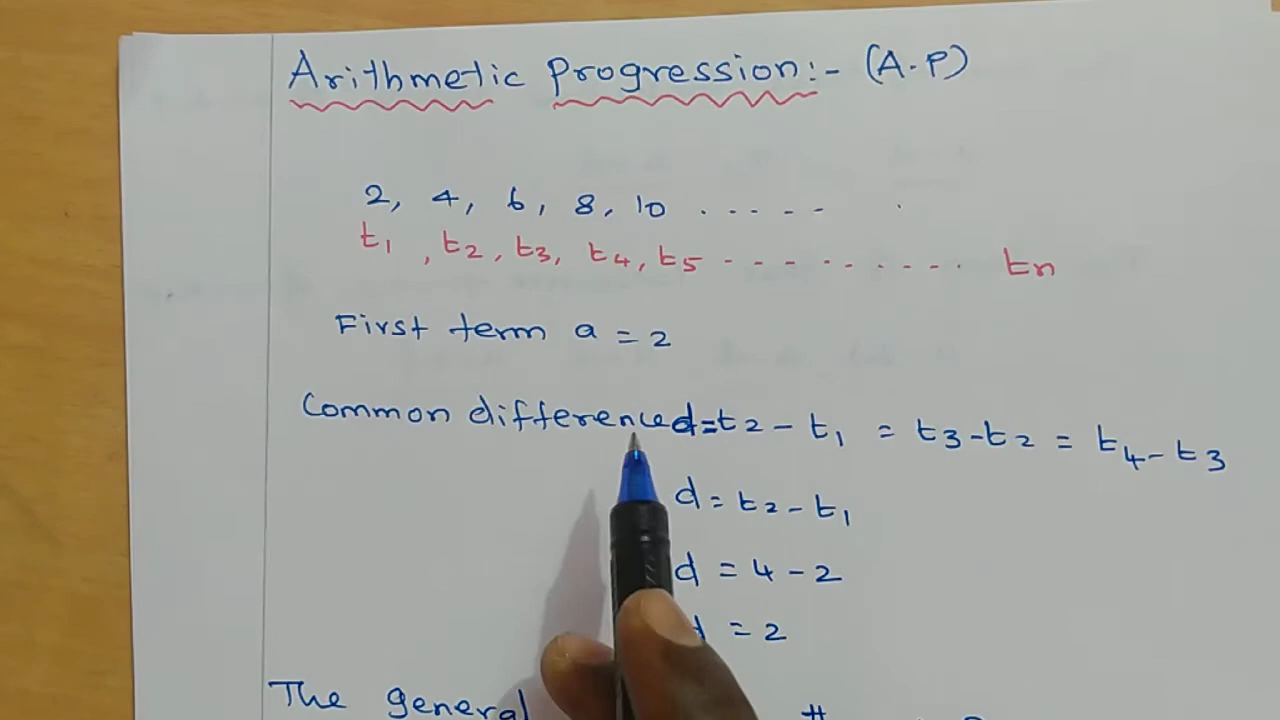 Arithmetic Progression:- (A.P)
2, 4, 6, 8, 10 . . . . .
t1, t2, t3, t4, t5 . . . . . . . . . tn
First term a = 2
Common difference d = t2 - t1 = t3 - t2 = t4 - t3
d = t2 - t1
d = 4 - 2
= 2
The general